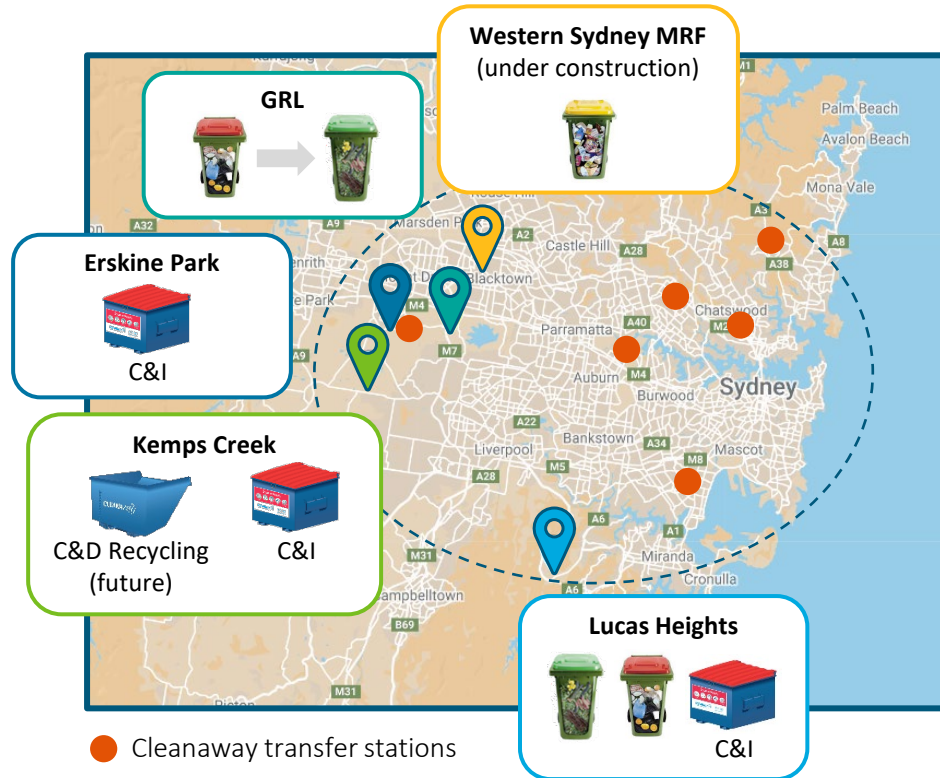 Western Sydney MRF
(under construction)
GRL
M1
Palm Beach
Avalon Beach
Mona Vale
A32
A9
Marsden
A2
Castle Hill
A28
A3
A8
A38
Erskine Park
C&I
Blacktown
M4
Chatswood
Parramatta
A40
M2
M7
A9
Auburn
M4
Burwood
Sydney
Kemps Creek
C&D Recycling
(future)
C&I
A22
Liverpool
Bankstown
A34
Mascot
M8
M5
A28
A6
A1
M31
Miranda
Cronulla
A6
Campbelltown
B69
M31
Lucas Heights
C&I
Cleanaway transfer stations